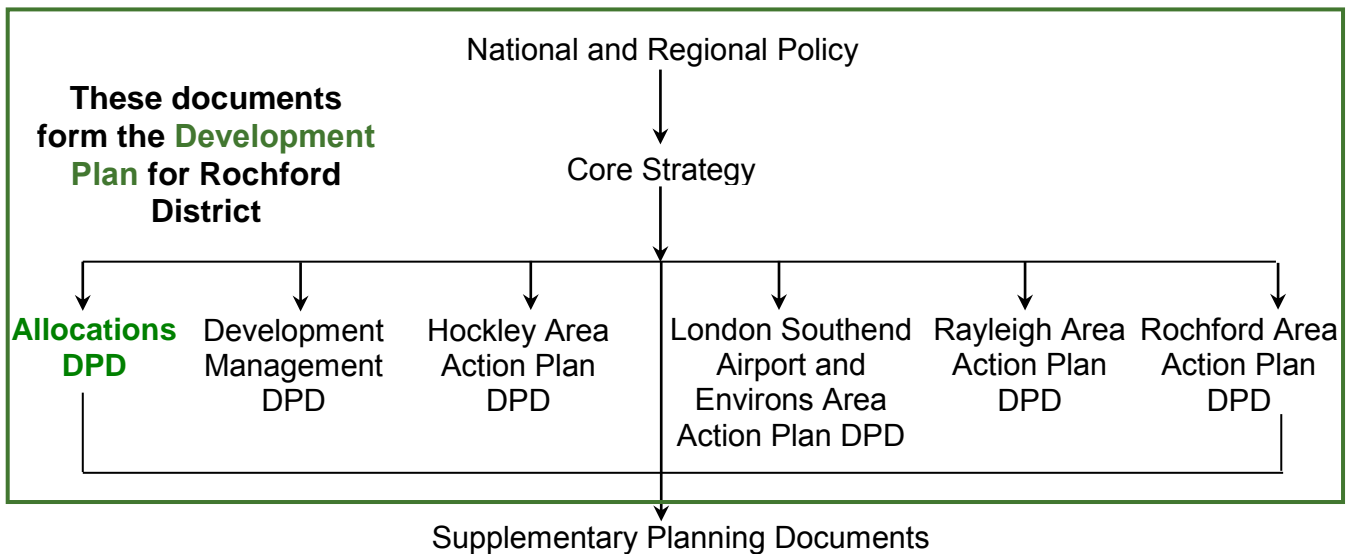 National and Regional Policy
These documents
form the Development
Plan for Rochford
District
Core Strategy
Allocations
DPD
Development
Management
DPD
Hockley Area
Action Plan
DPD
London Southend
Airport and
Environs Area
Action Plan DPD
Rayleigh Area
Action Plan
DPD
Rochford Area
Action Plan
DPD
Supplementary Planning Documents